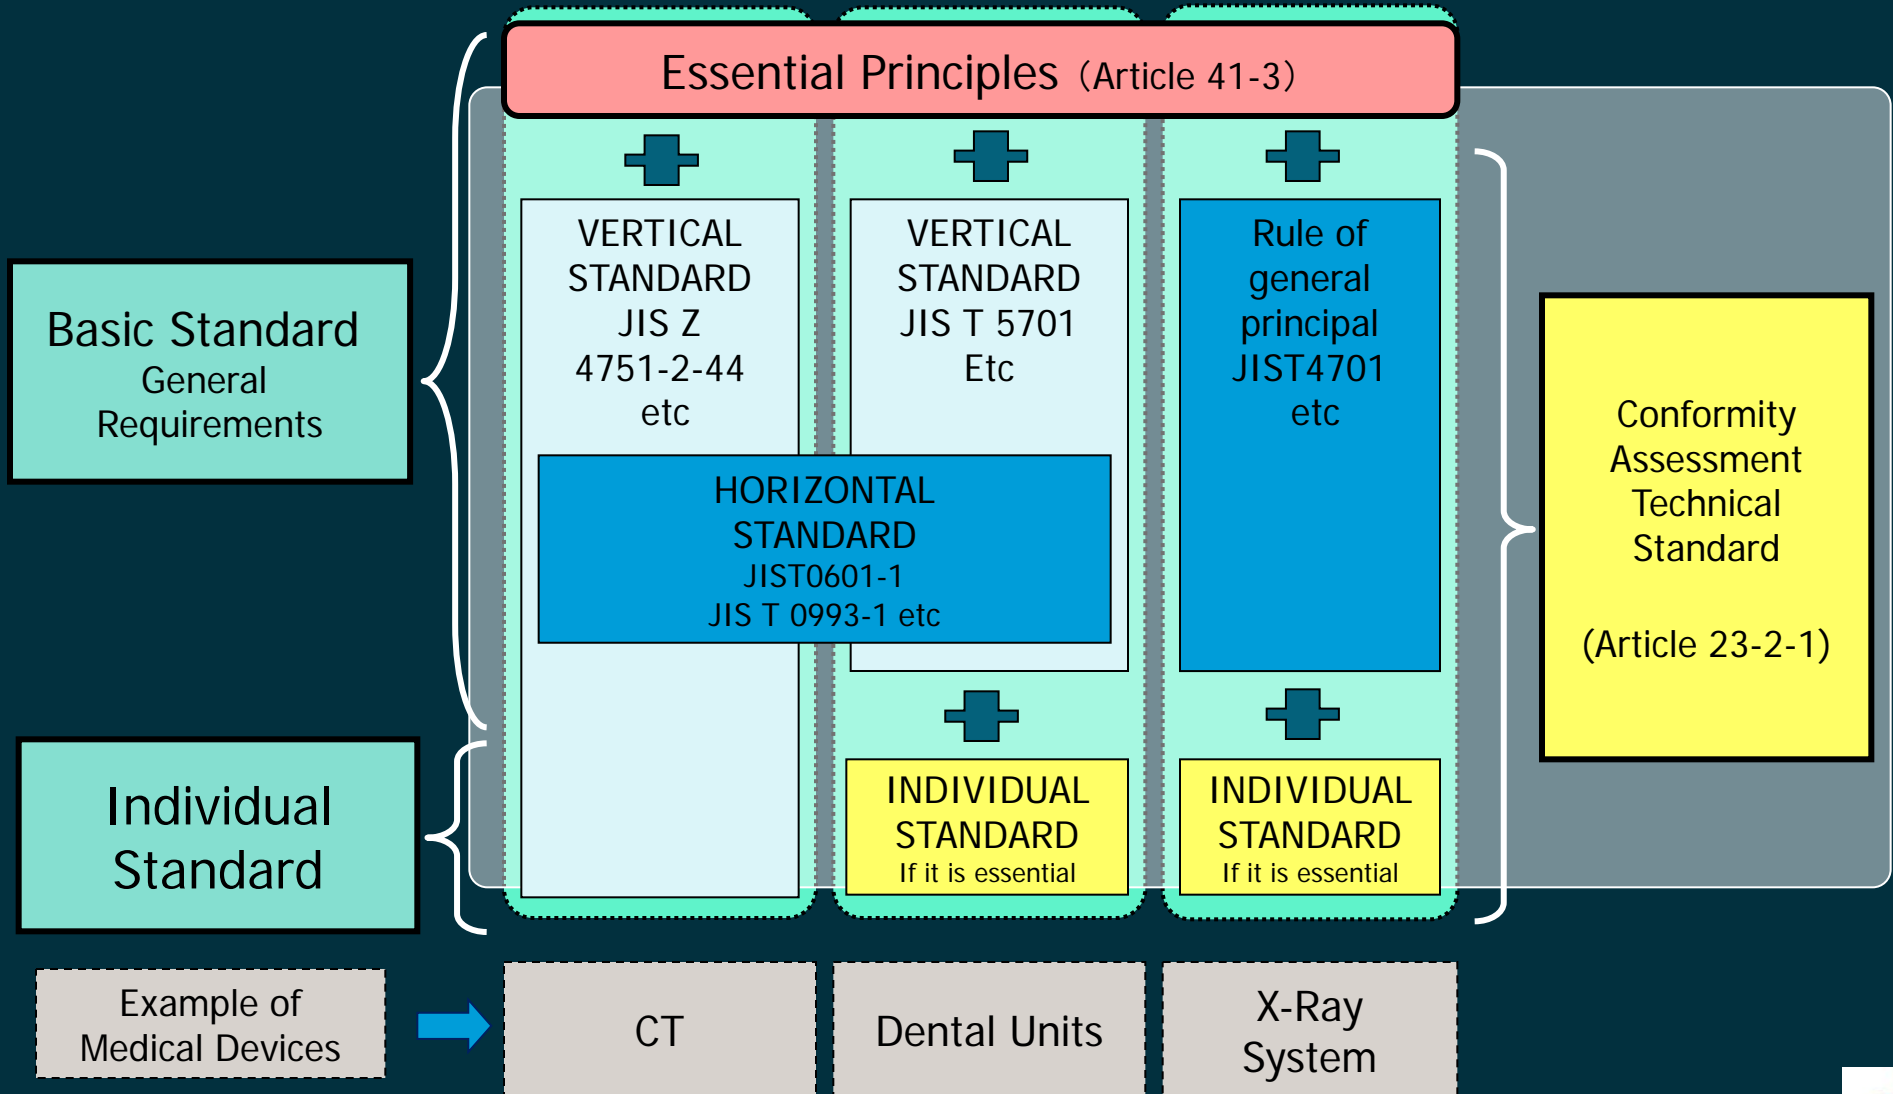 Essential Principles （Article 41-3）
Basic Standard
General
Requirements
VERTICAL
STANDARD
JIS Z
4751-2-44
etc
VERTICAL
STANDARD
JIS T 5701
Etc
Rule of
general
principal
JIST4701
etc
HORIZONTAL
STANDARD
JIST0601-1
JIS T 0993-1 etc
Conformity
Assessment
Technical
Standard
(Article 23-2-1)
Individual
Standard
INDIVIDUAL
STANDARD
If it is essential
INDIVIDUAL
STANDARD
If it is essential
Example of
Medical Devices
CT
Dental Units
X-Ray
System